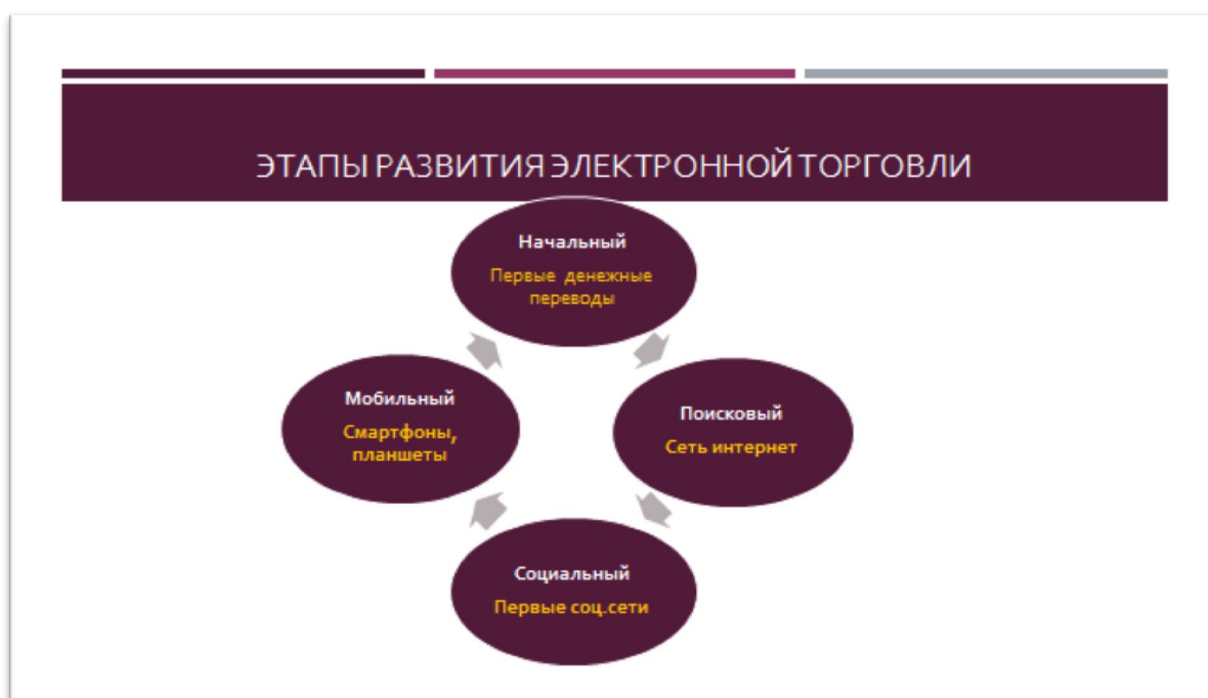 ЭТАПЫ РАЗВИТИЯ ЭЛЕКТРОННОЙ ТОРГОВЛИ
Начальный
Первые денежные
переводы
Поисковый
Сеть интернет
Социальный
Первые соц.сети
Мобильный
Смартфоны,
планшеты